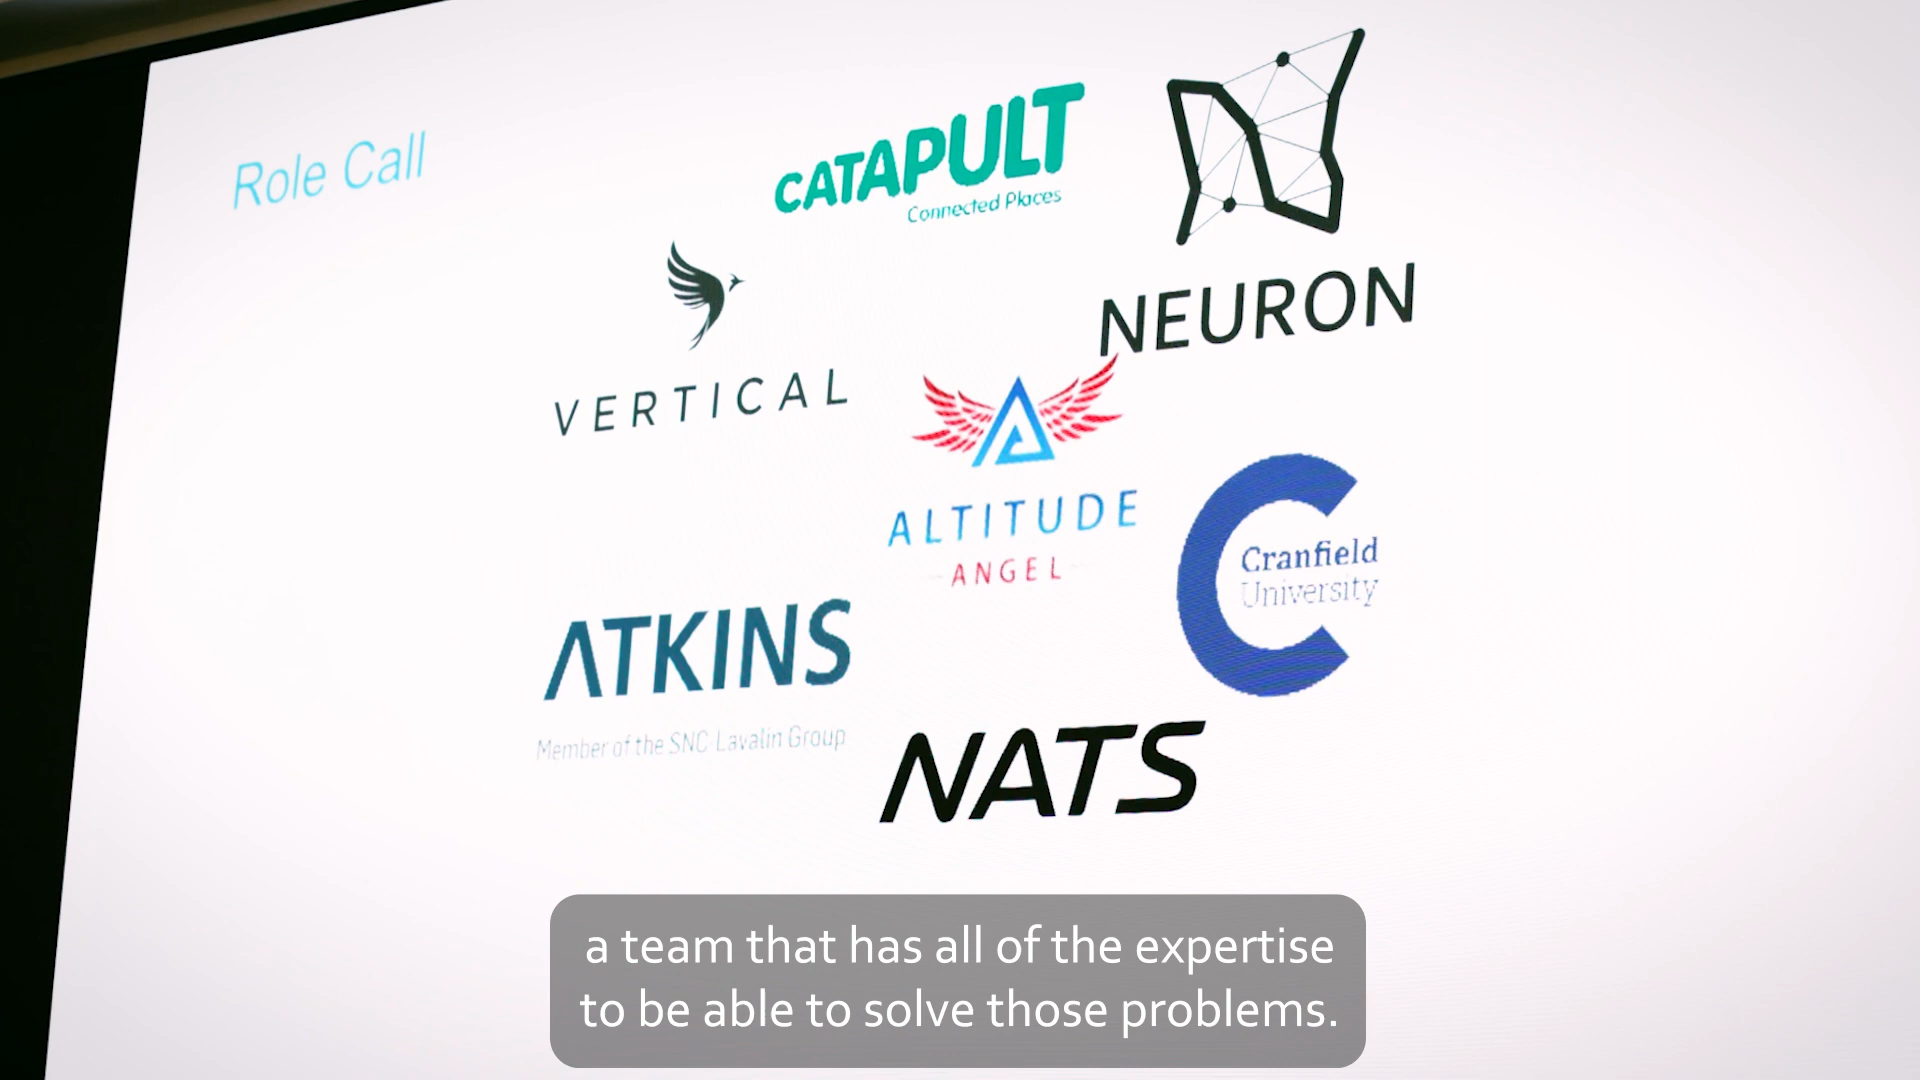 Role Call
CATAPULT
Connected Places
NEURON
VERTICAL
ALTITUDE
ANGEL
Cranfield
University
ATKINS
Member of the SNC-Lavalin Group
NATS
a team that has all of the expertise
to be able to solve those problems.